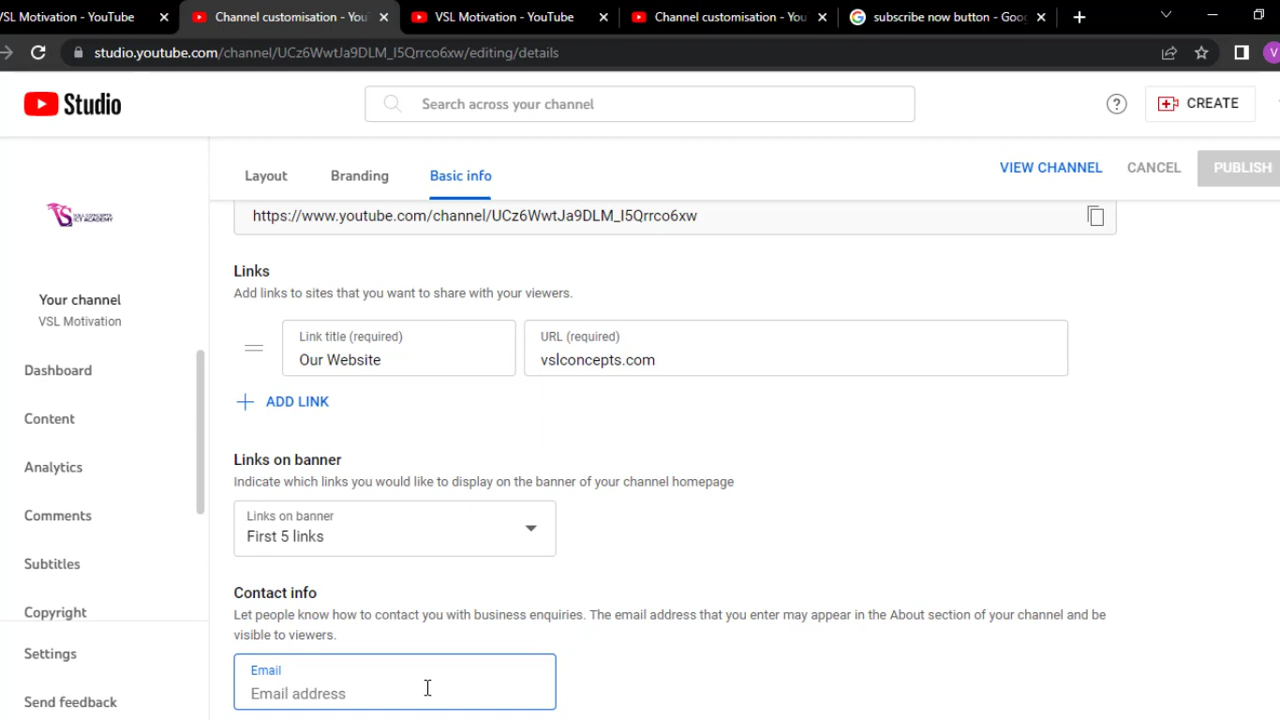 VSL Motivation - YouTube
Channel customisation - You
VSL Motivation - YouTube
Channel customisation - You
subscribe now button - Goo
studio.youtube.com/channel/UCz6WwtJa9DLM_I5Qrrco6xw/editing/details
V
Studio
Search across your channel
CREATE
Layout
Branding
Basic info
VIEW CHANNEL
CANCEL
PUBLISH
https://www.youtube.com/channel/UCz6WwtJa9DLM_I5Qrrco6xw
Links
Add links to sites that you want to share with your viewers.
Link title (required)
Our Website
URL (required)
vslconcepts.com
ADD LINK
Links on banner
Indicate which links you would like to display on the banner of your channel homepage
Links on banner
First 5 links
Contact info
Let people know how to contact you with business enquiries. The email address that you enter may appear in the About section of your channel and be
visible to viewers.
Email
Email address
ICT ACADEMY
Your channel
VSL Motivation
Dashboard
Content
Analytics
Comments
Subtitles
Copyright
Settings
Send feedback